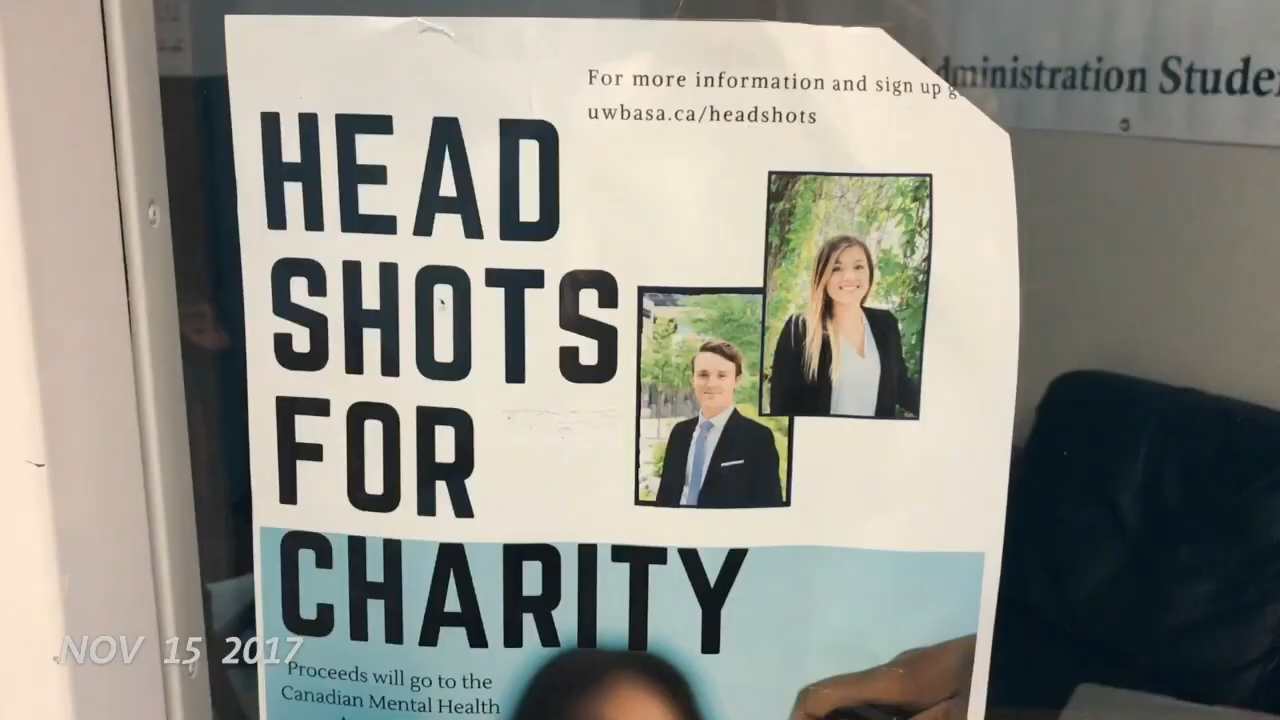 For more information and sign up
uwbasa.ca/headshots
dministration Stude
HEAD
SHOTS
FOR
CHARITY
NOV 15 2017
Proceeds will go to the
Canadian Mental Health